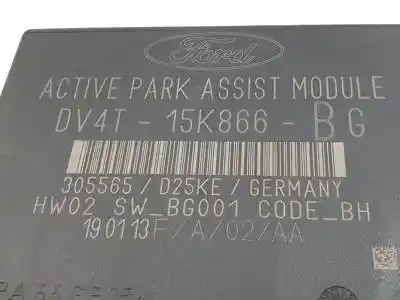 Ford
ACTIVE PARK ASSIST MODULE
DV4T - 15K866 - BG
305565 / D25KE / GERMANY
HW02 SW_BG001 CODE_BH
190113F/A/02/AA